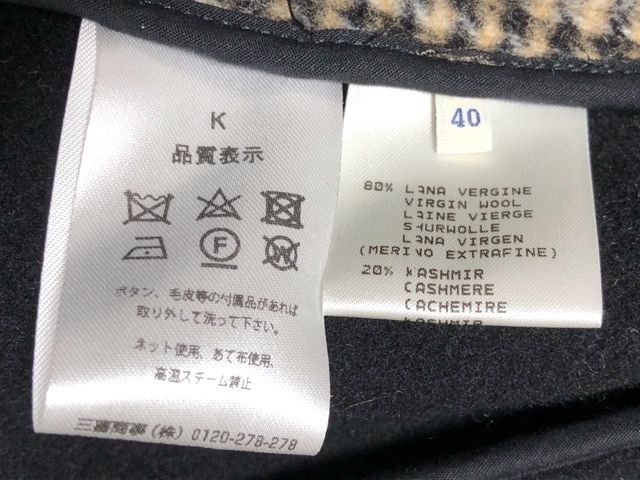 K
品質表示
F
W
ボタン、毛皮等の付属品があれば
取り外して洗って下さい。
ネット使用、あて布使用、
高温スチーム禁止
三喜商事(株) 0120-278-278
40
80% LANA VERGINE
VIRGIN WOOL
LAINE VIERGE
SHURWOLLE
LANA VIRGEN
(MERINO EXTRAFINE)
20% KASHMIR
CASHMERE
CACHEMIRE
KASHMIR